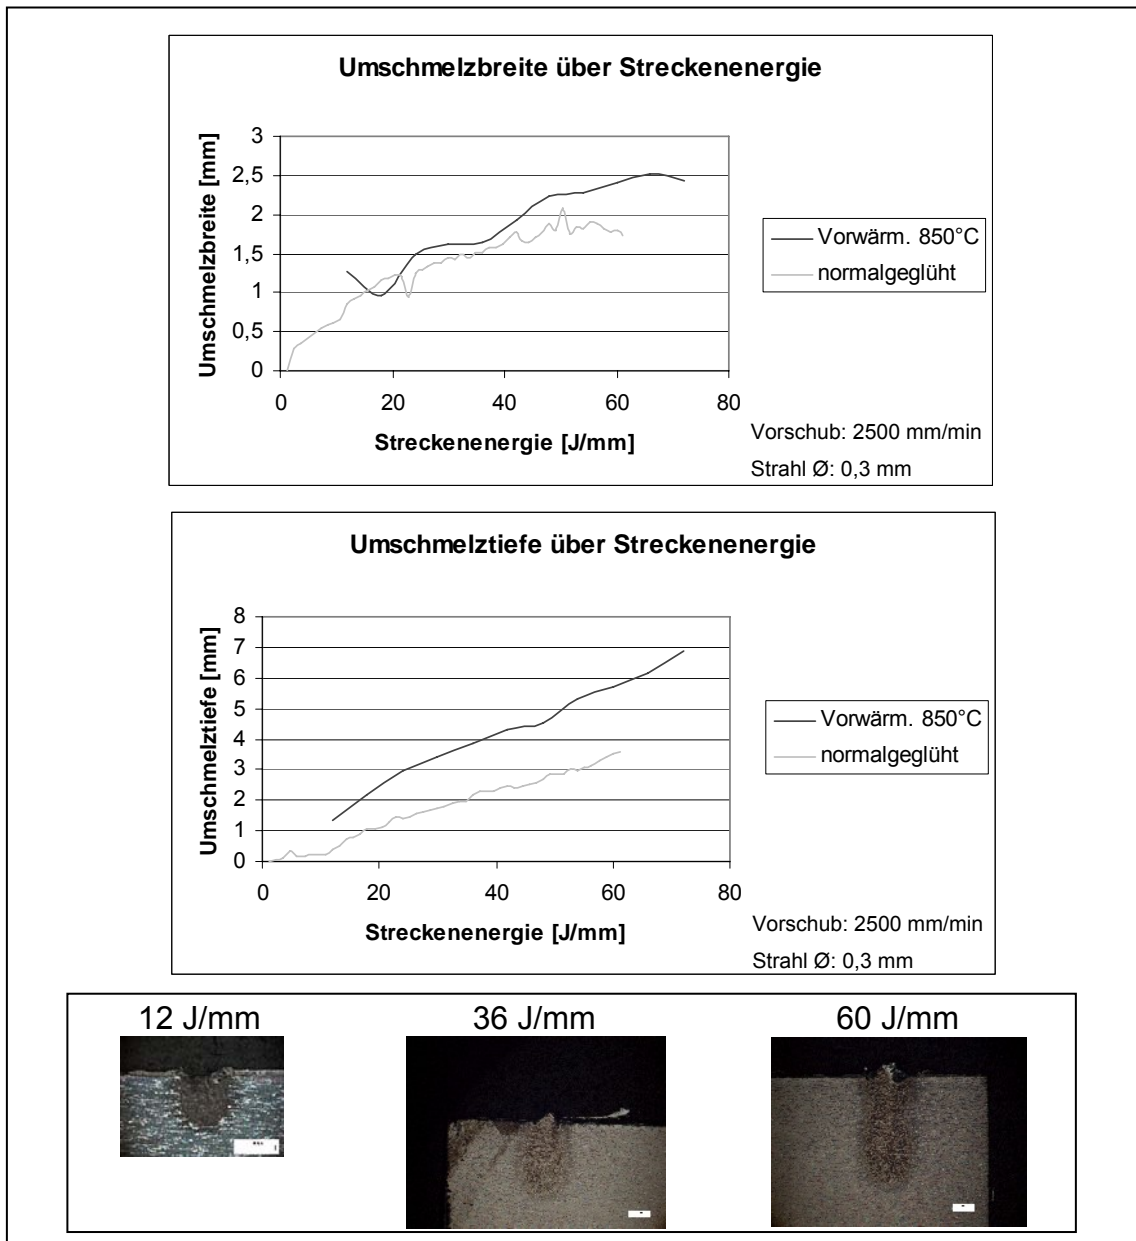 Umschmelzbreite über Streckenenergie
Umschmelzbreite [mm]
3
2,5
2
1,5
1
0,5
0
0 20 40 60 80
Streckenenergie [J/mm]
Vorwärm. 850°C
normalgeglüht
Vorschub: 2500 mm/min
Strahl Ø: 0,3 mm
Umschmelztiefe über Streckenenergie
Umschmelztiefe [mm]
8
7
6
5
4
3
2
1
0
0 20 40 60 80
Streckenenergie [J/mm]
Vorwärm. 850°C
normalgeglüht
Vorschub: 2500 mm/min
Strahl Ø: 0,3 mm
12 J/mm 36 J/mm 60 J/mm